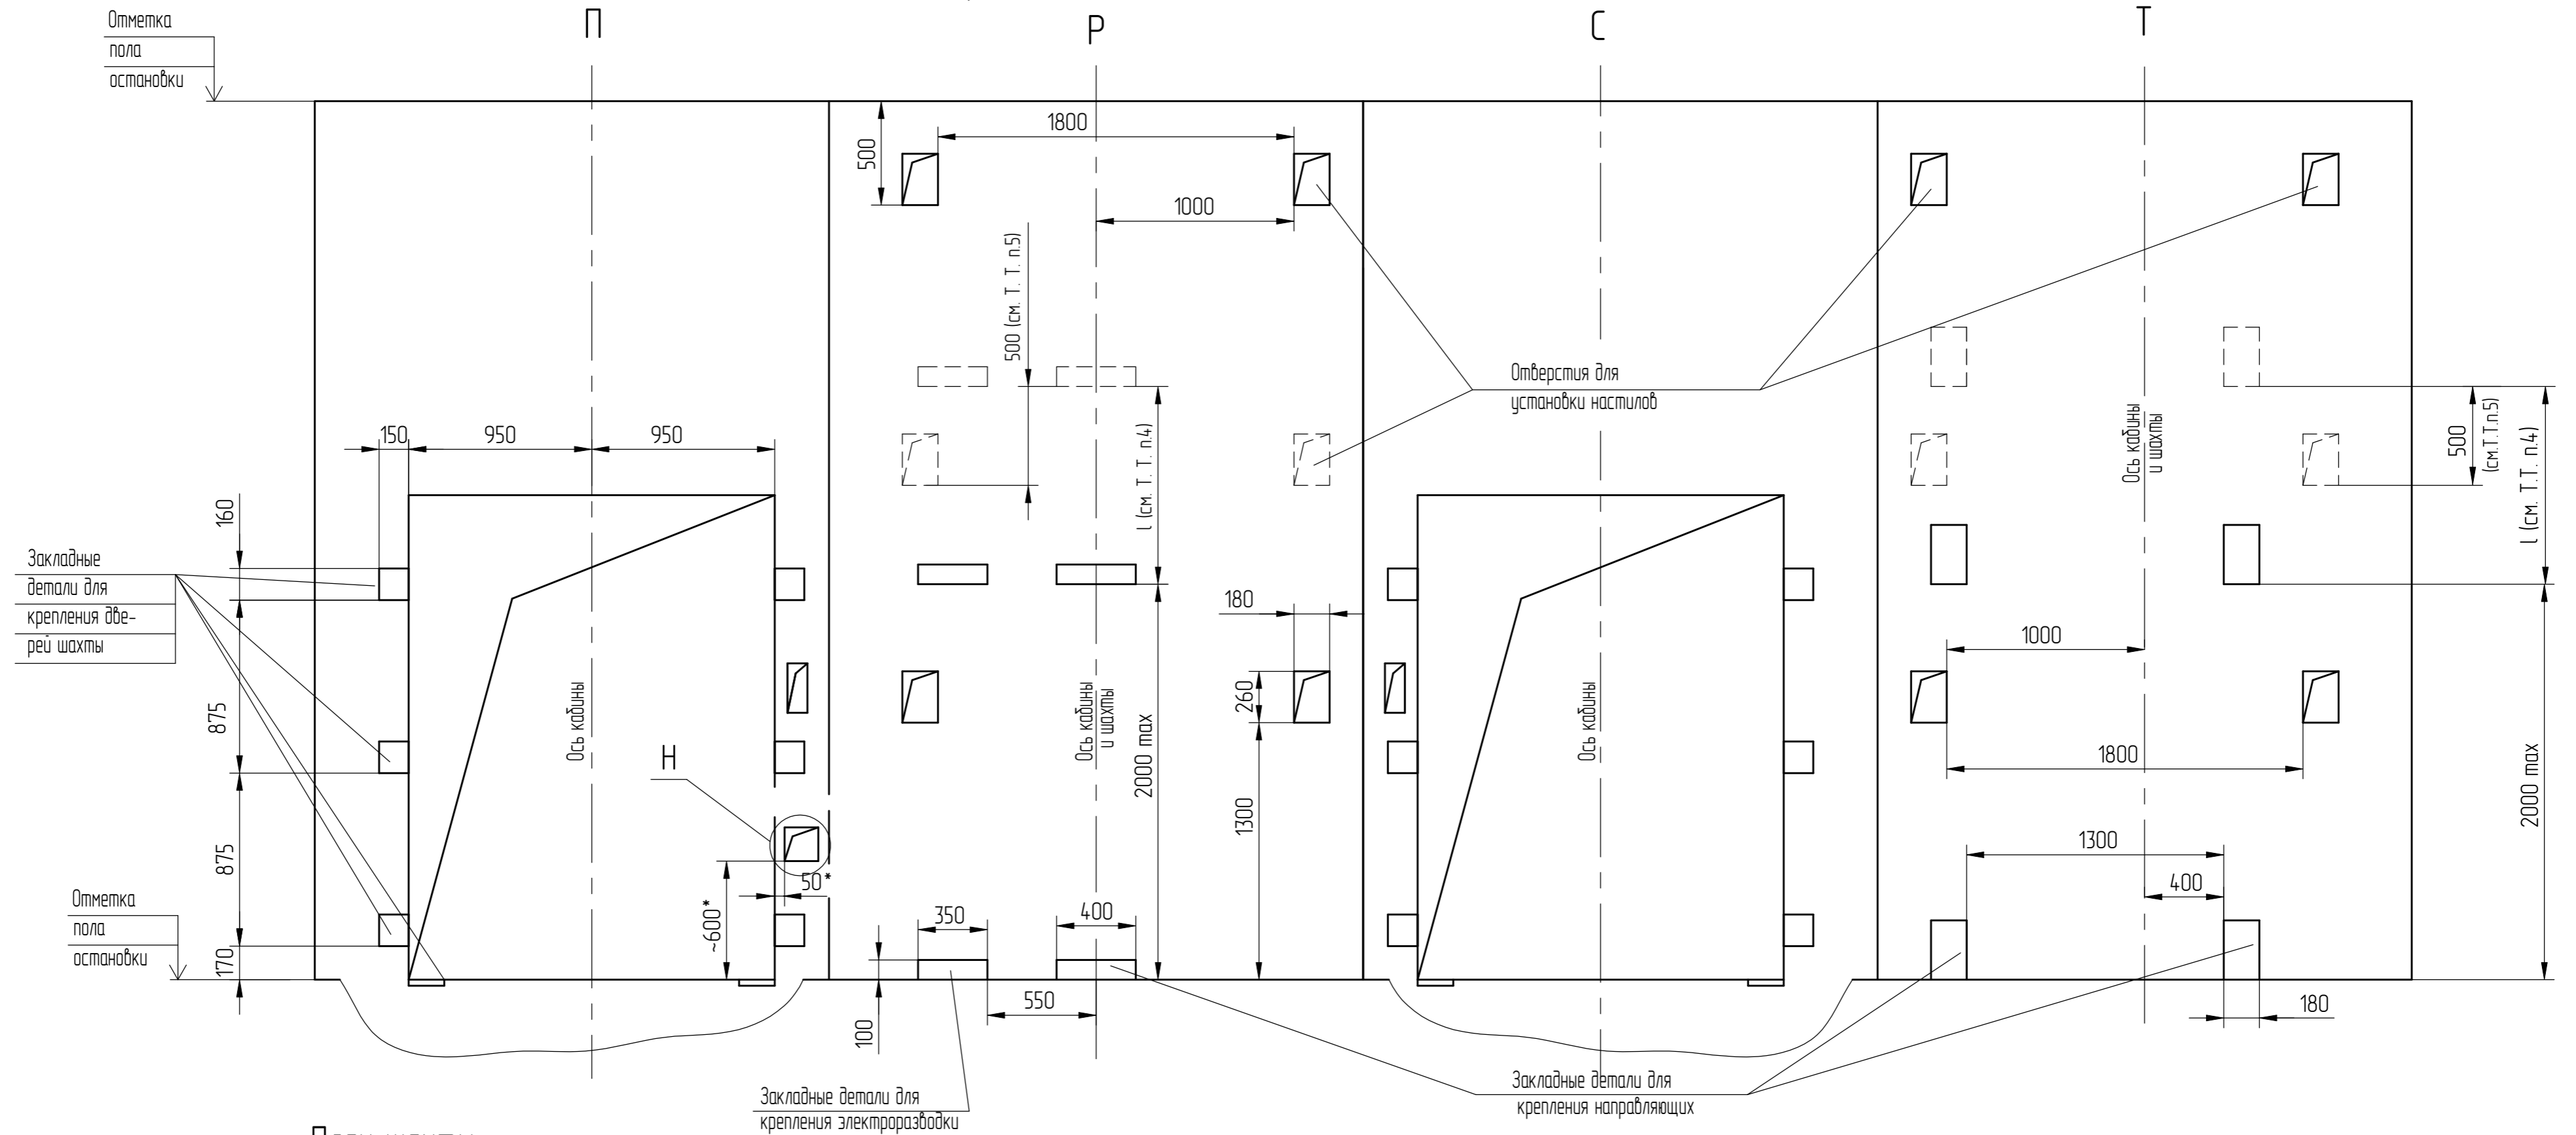 П
Р
С
Т
Отметка
пола
остановки
1800
500
1000
500 (см. Т. Т. п.5)
Отверстия для
установки настилов
150
950
950
l (см. Т. Т. п.4)
Ось кабины
и шахты
500
(см.Т.Т.п.5)
l (см. Т.Т. п.4)
160
Закладные
детали для
крепления две-
рей шахты
180
1000
875
Ось кабины
Ось кабины
и шахты
2000 max
260
Ось кабины
Н
1800
2000 max
1300
875
1300
50*
400
Отметка
пола
остановки
~600*
350
400
170
550
100
180
Закладные детали для
крепления электроразводки
Закладные детали для
крепления направляющих